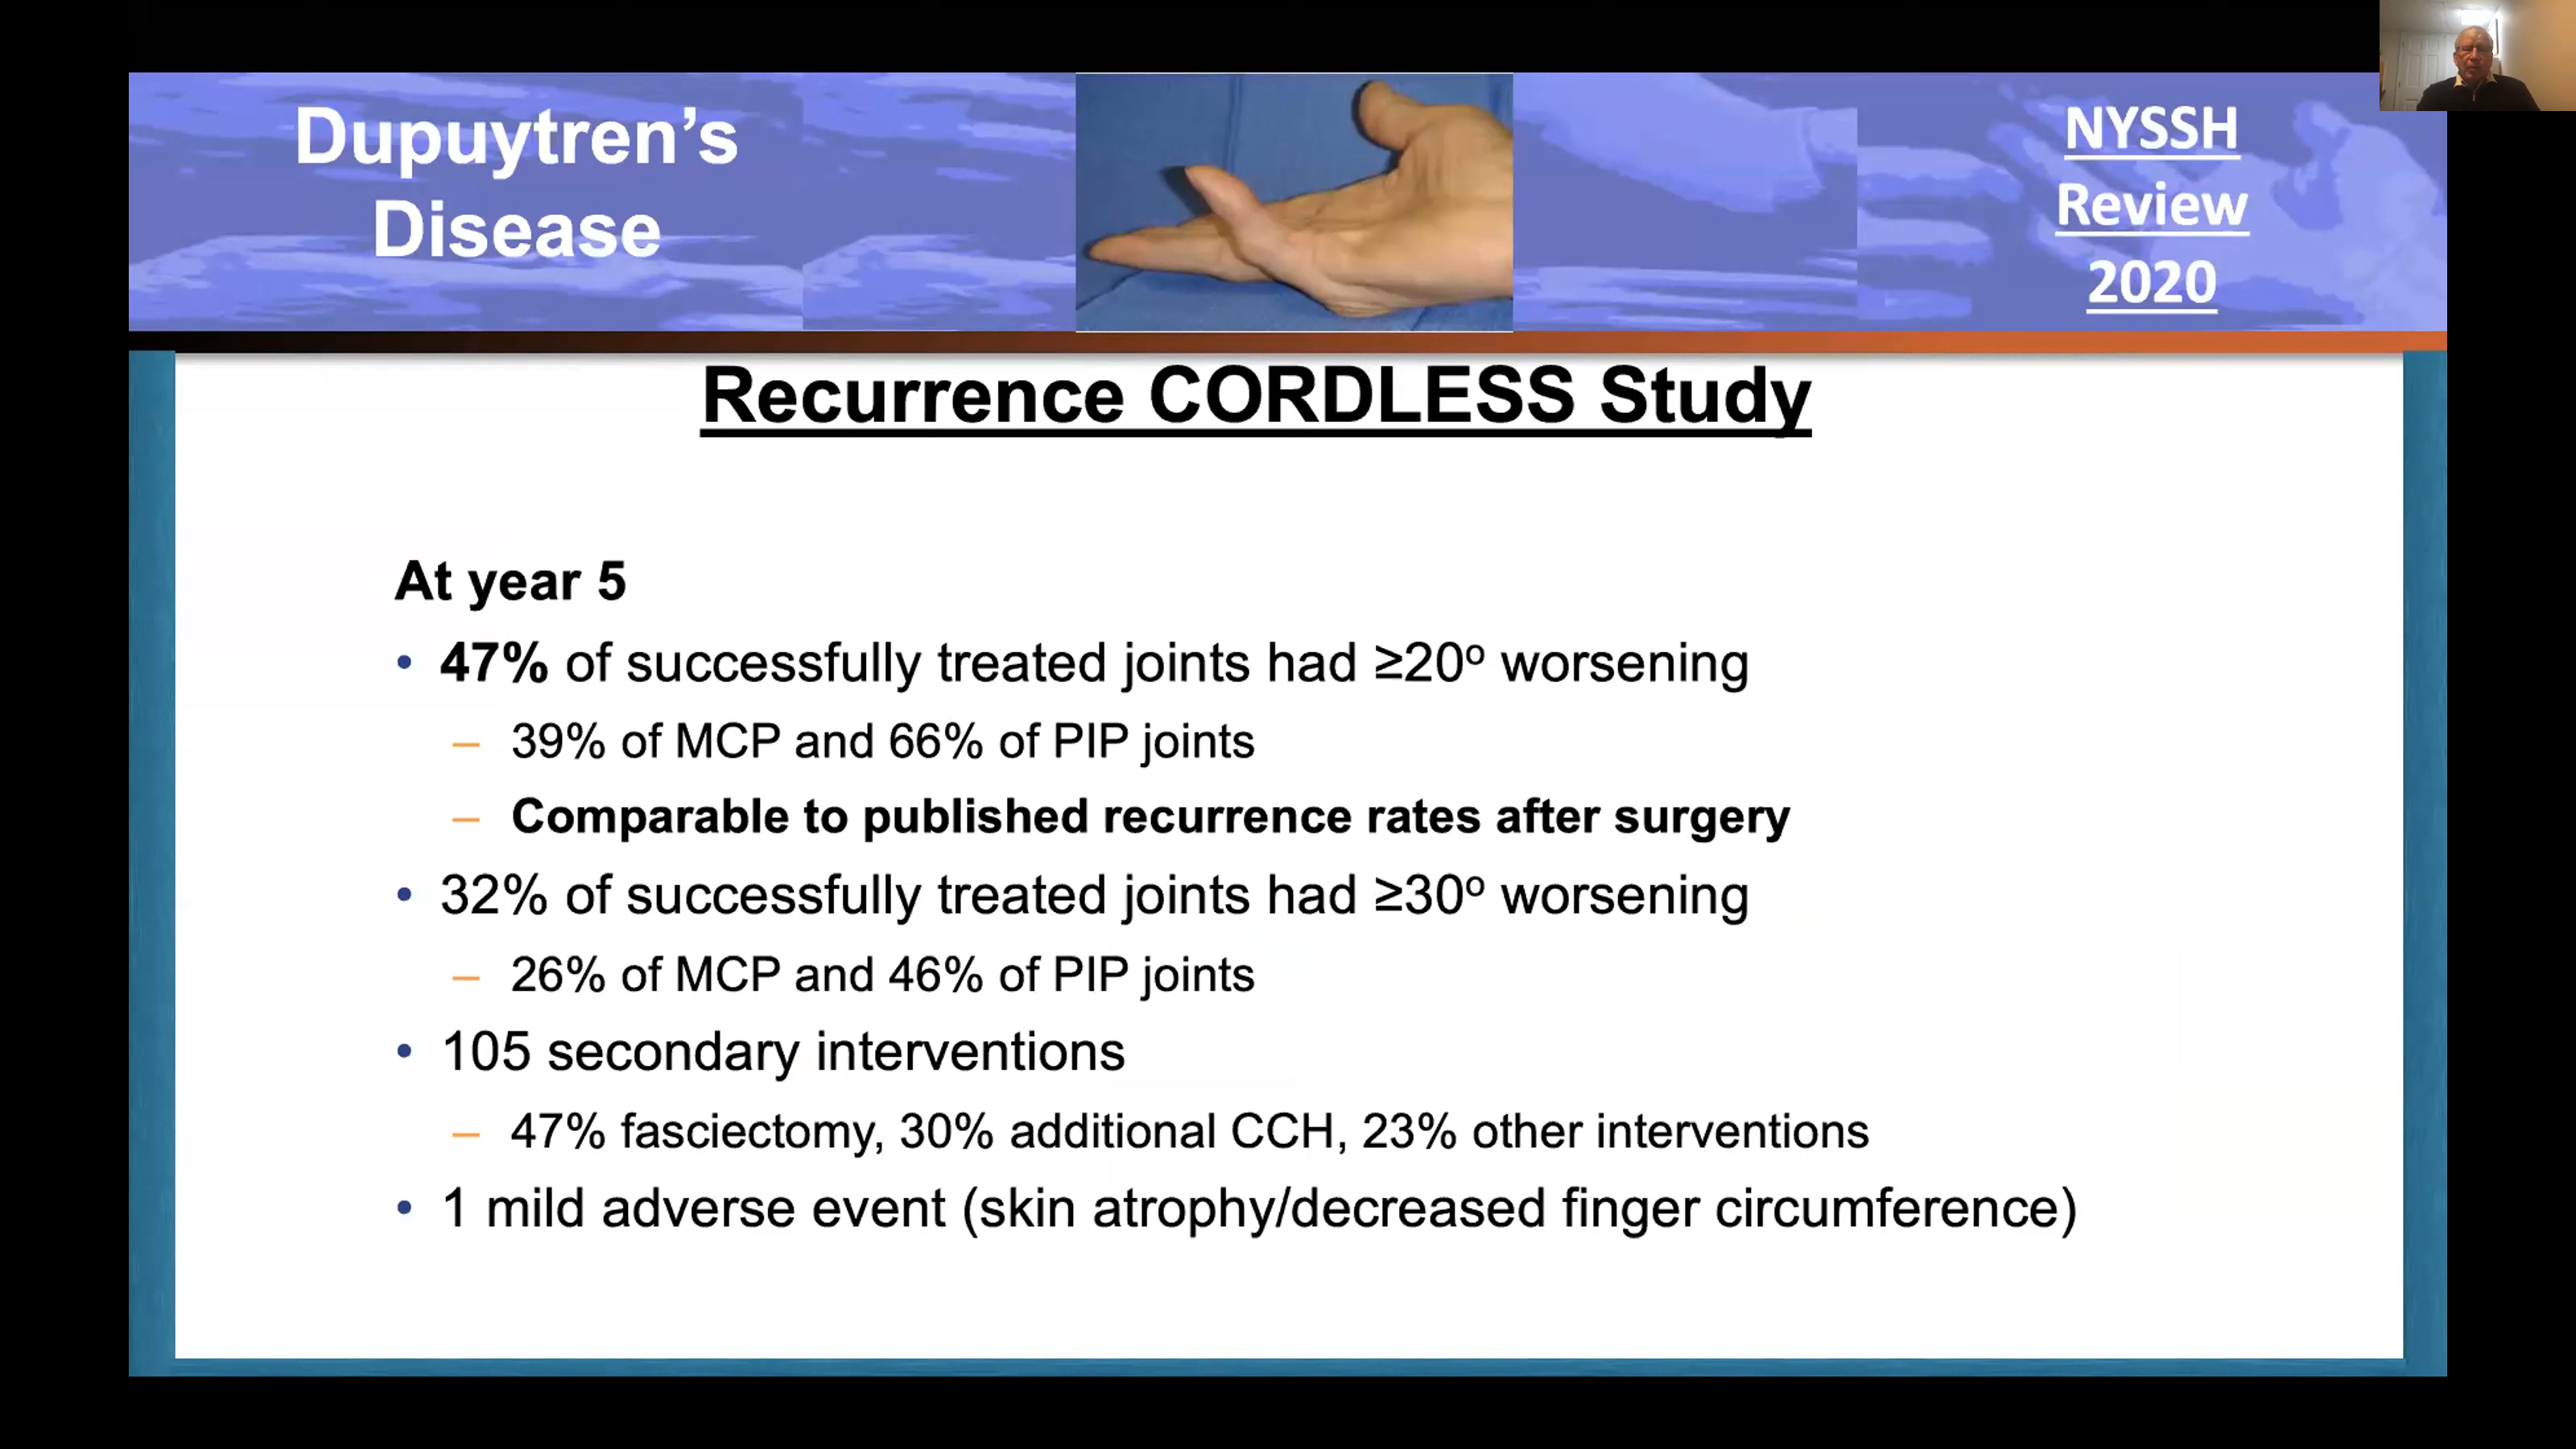 Dupuytren’s
Disease
NYSSH
Review
2020
Recurrence CORDLESS Study
At year 5
• 47% of successfully treated joints had ≥20º worsening
– 39% of MCP and 66% of PIP joints
– Comparable to published recurrence rates after surgery
• 32% of successfully treated joints had ≥30º worsening
– 26% of MCP and 46% of PIP joints
• 105 secondary interventions
– 47% fasciectomy, 30% additional CCH, 23% other interventions
• 1 mild adverse event (skin atrophy/decreased finger circumference)